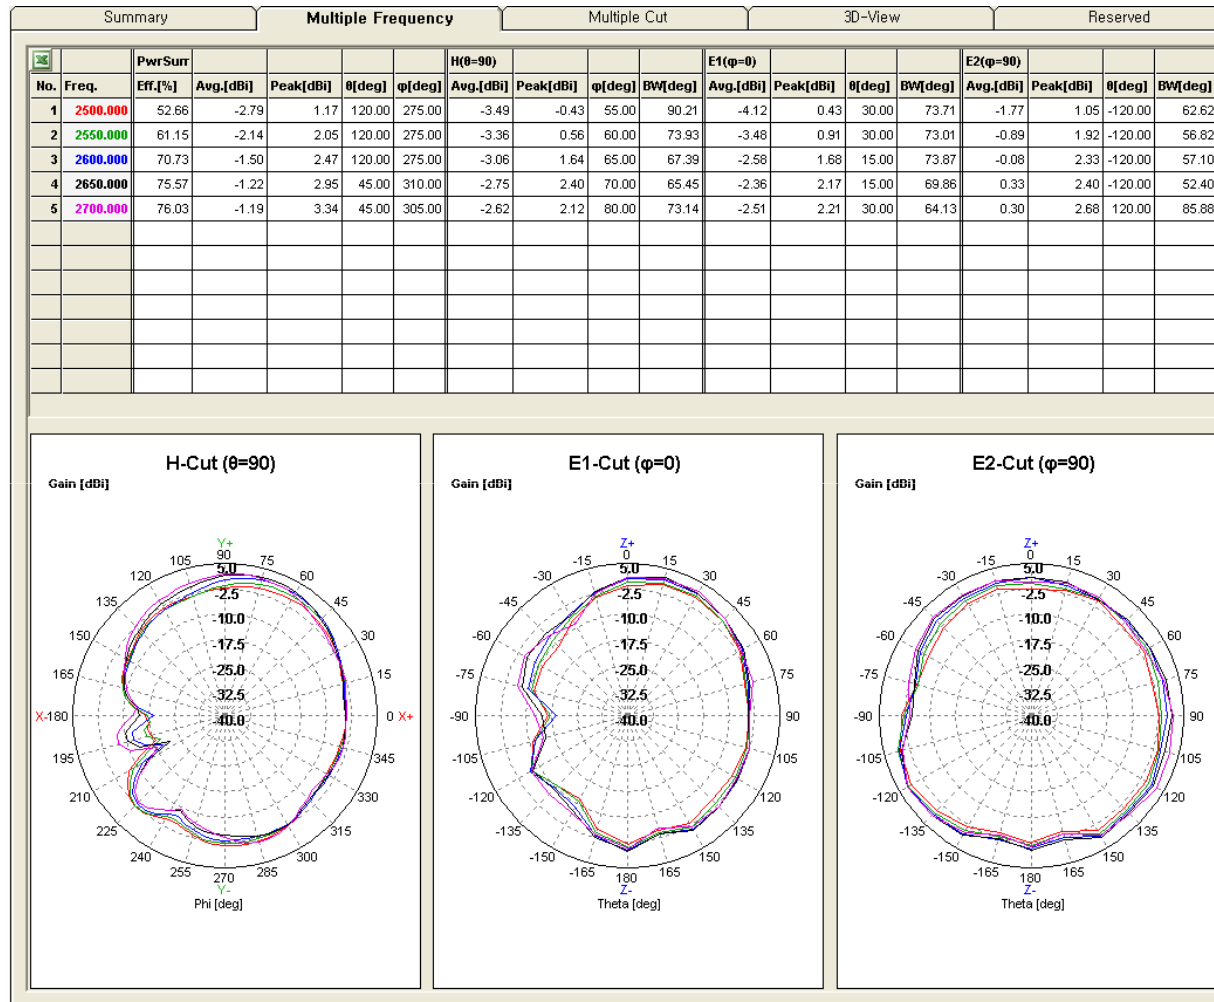 Summary Multiple Frequency Multiple Cut 3D-View Reserved
PwrSurr H(θ=90) E1(φ=0) E2(φ=90)
No. Freq. Eff.[%] Avg.[dBi] Peak[dBi] θ[deg] φ[deg] Avg.[dBi] Peak[dBi] φ[deg] BW[deg] Avg.[dBi] Peak[dBi] θ[deg] BW[deg] Avg.[dBi] Peak[dBi] θ[deg] BW[deg]
1 2500.000 52.66 -2.79 1.17 120.00 275.00 -3.49 -0.43 55.00 90.21 -4.12 0.43 30.00 73.71 -1.77 1.05 -120.00 62.62
2 2550.000 61.15 -2.14 2.05 120.00 275.00 -3.36 0.56 60.00 73.93 -3.48 0.91 30.00 73.01 -0.89 1.92 -120.00 56.82
3 2600.000 70.73 -1.50 2.47 120.00 275.00 -3.06 1.64 65.00 67.39 -2.58 1.68 15.00 73.87 -0.08 2.33 -120.00 57.10
4 2650.000 75.57 -1.22 2.95 45.00 310.00 -2.75 2.40 70.00 65.45 -2.36 2.17 15.00 69.86 0.33 2.40 -120.00 52.40
5 2700.000 76.03 -1.19 3.34 45.00 305.00 -2.62 2.12 80.00 73.14 -2.51 2.21 30.00 64.13 0.30 2.68 120.00 85.88
H-Cut (θ=90)
Gain [dBi]
Y+
105 90 75
120 5.0 60
135 -2.5 45
-10.0
150 -17.5 30
165 -25.0 15
-32.5
X-180 -40.0 0 X+
195 345
210 330
225 315
240 300
255 270 285
Y-
Phi [deg]
E1-Cut (φ=0)
Gain [dBi]
Z+
-15 0 15
-30 5.0 30
-45 -2.5 45
-10.0
-60 -17.5 60
-75 -25.0 75
-32.5
-90 -40.0 90
-105 105
-120 120
-135 135
-150 150
-165 180 165
Z-
Theta [deg]
E2-Cut (φ=90)
Gain [dBi]
Z+
-15 0 15
-30 5.0 30
-45 -2.5 45
-10.0
-60 -17.5 60
-75 -25.0 75
-32.5
-90 -40.0 90
-105 105
-120 120
-135 135
-150 150
-165 180 165
Z-
Theta [deg]